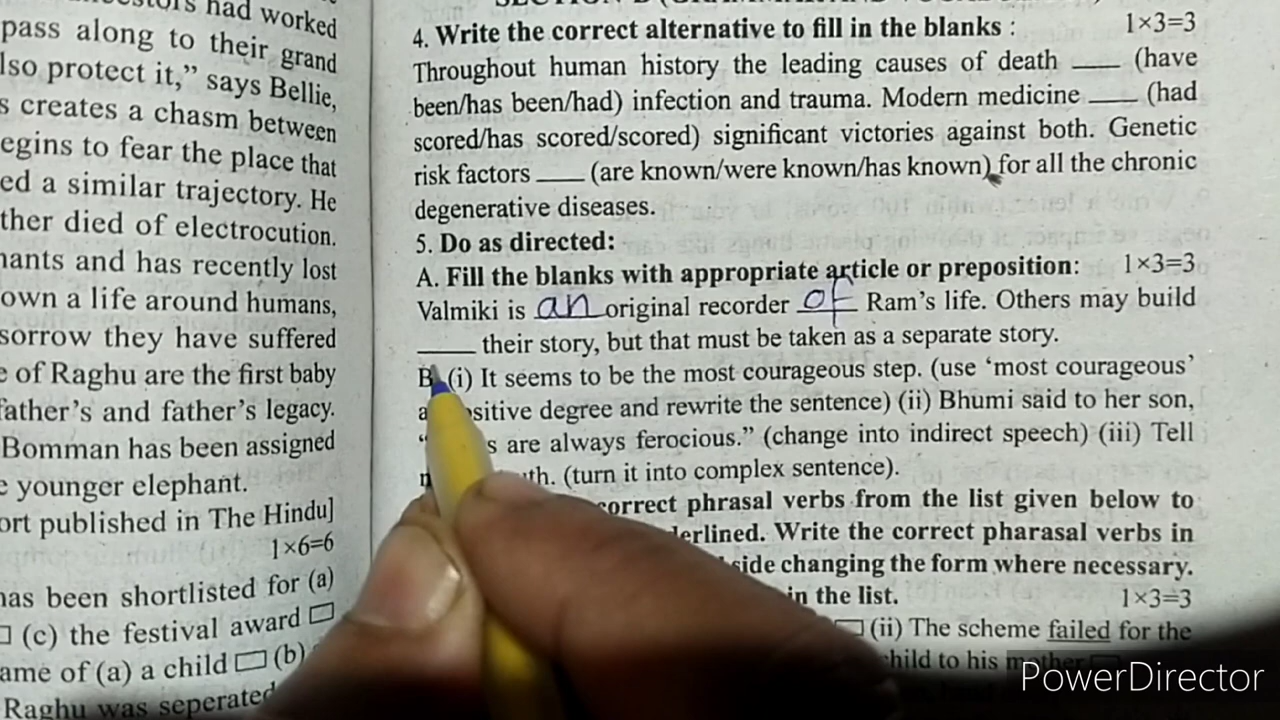 had worked
pass along to their grand
lso protect it,” says Bellie,
s creates a chasm between
egins to fear the place that
ed a similar trajectory. He
ther died of electrocution.
nants and has recently lost
own a life around humans,
sorrow they have suffered
e of Raghu are the first baby
father's and father's legacy.
Bomman has been assigned
e younger elephant.
ort published in The Hindu]
1×6=6
has been shortlisted for (a)
(c) the festival award
ame of (a) a child (b)
Raghu was seperated
4. Write the correct alternative to fill in the blanks : 1×3=3
Throughout human history the leading causes of death ____ (have
been/has been/had) infection and trauma. Modern medicine ____ (had
scored/has scored/scored) significant victories against both. Genetic
risk factors ____ (are known/were known/has known) for all the chronic
degenerative diseases.
5. Do as directed:
A. Fill the blanks with appropriate article or preposition: 1×3=3
Valmiki is an original recorder of Ram's life. Others may build
____ their story, but that must be taken as a separate story.
B (i) It seems to be the most courageous step. (use ‘most courageous’
sitive degree and rewrite the sentence) (ii) Bhumi said to her son,
s are always ferocious.” (change into indirect speech) (iii) Tell
th. (turn it into complex sentence).
correct phrasal verbs from the list given below to
erlined. Write the correct pharasal verbs in
side changing the form where necessary.
in the list. 1×3=3
(ii) The scheme failed for the
child to his mother
PowerDirector